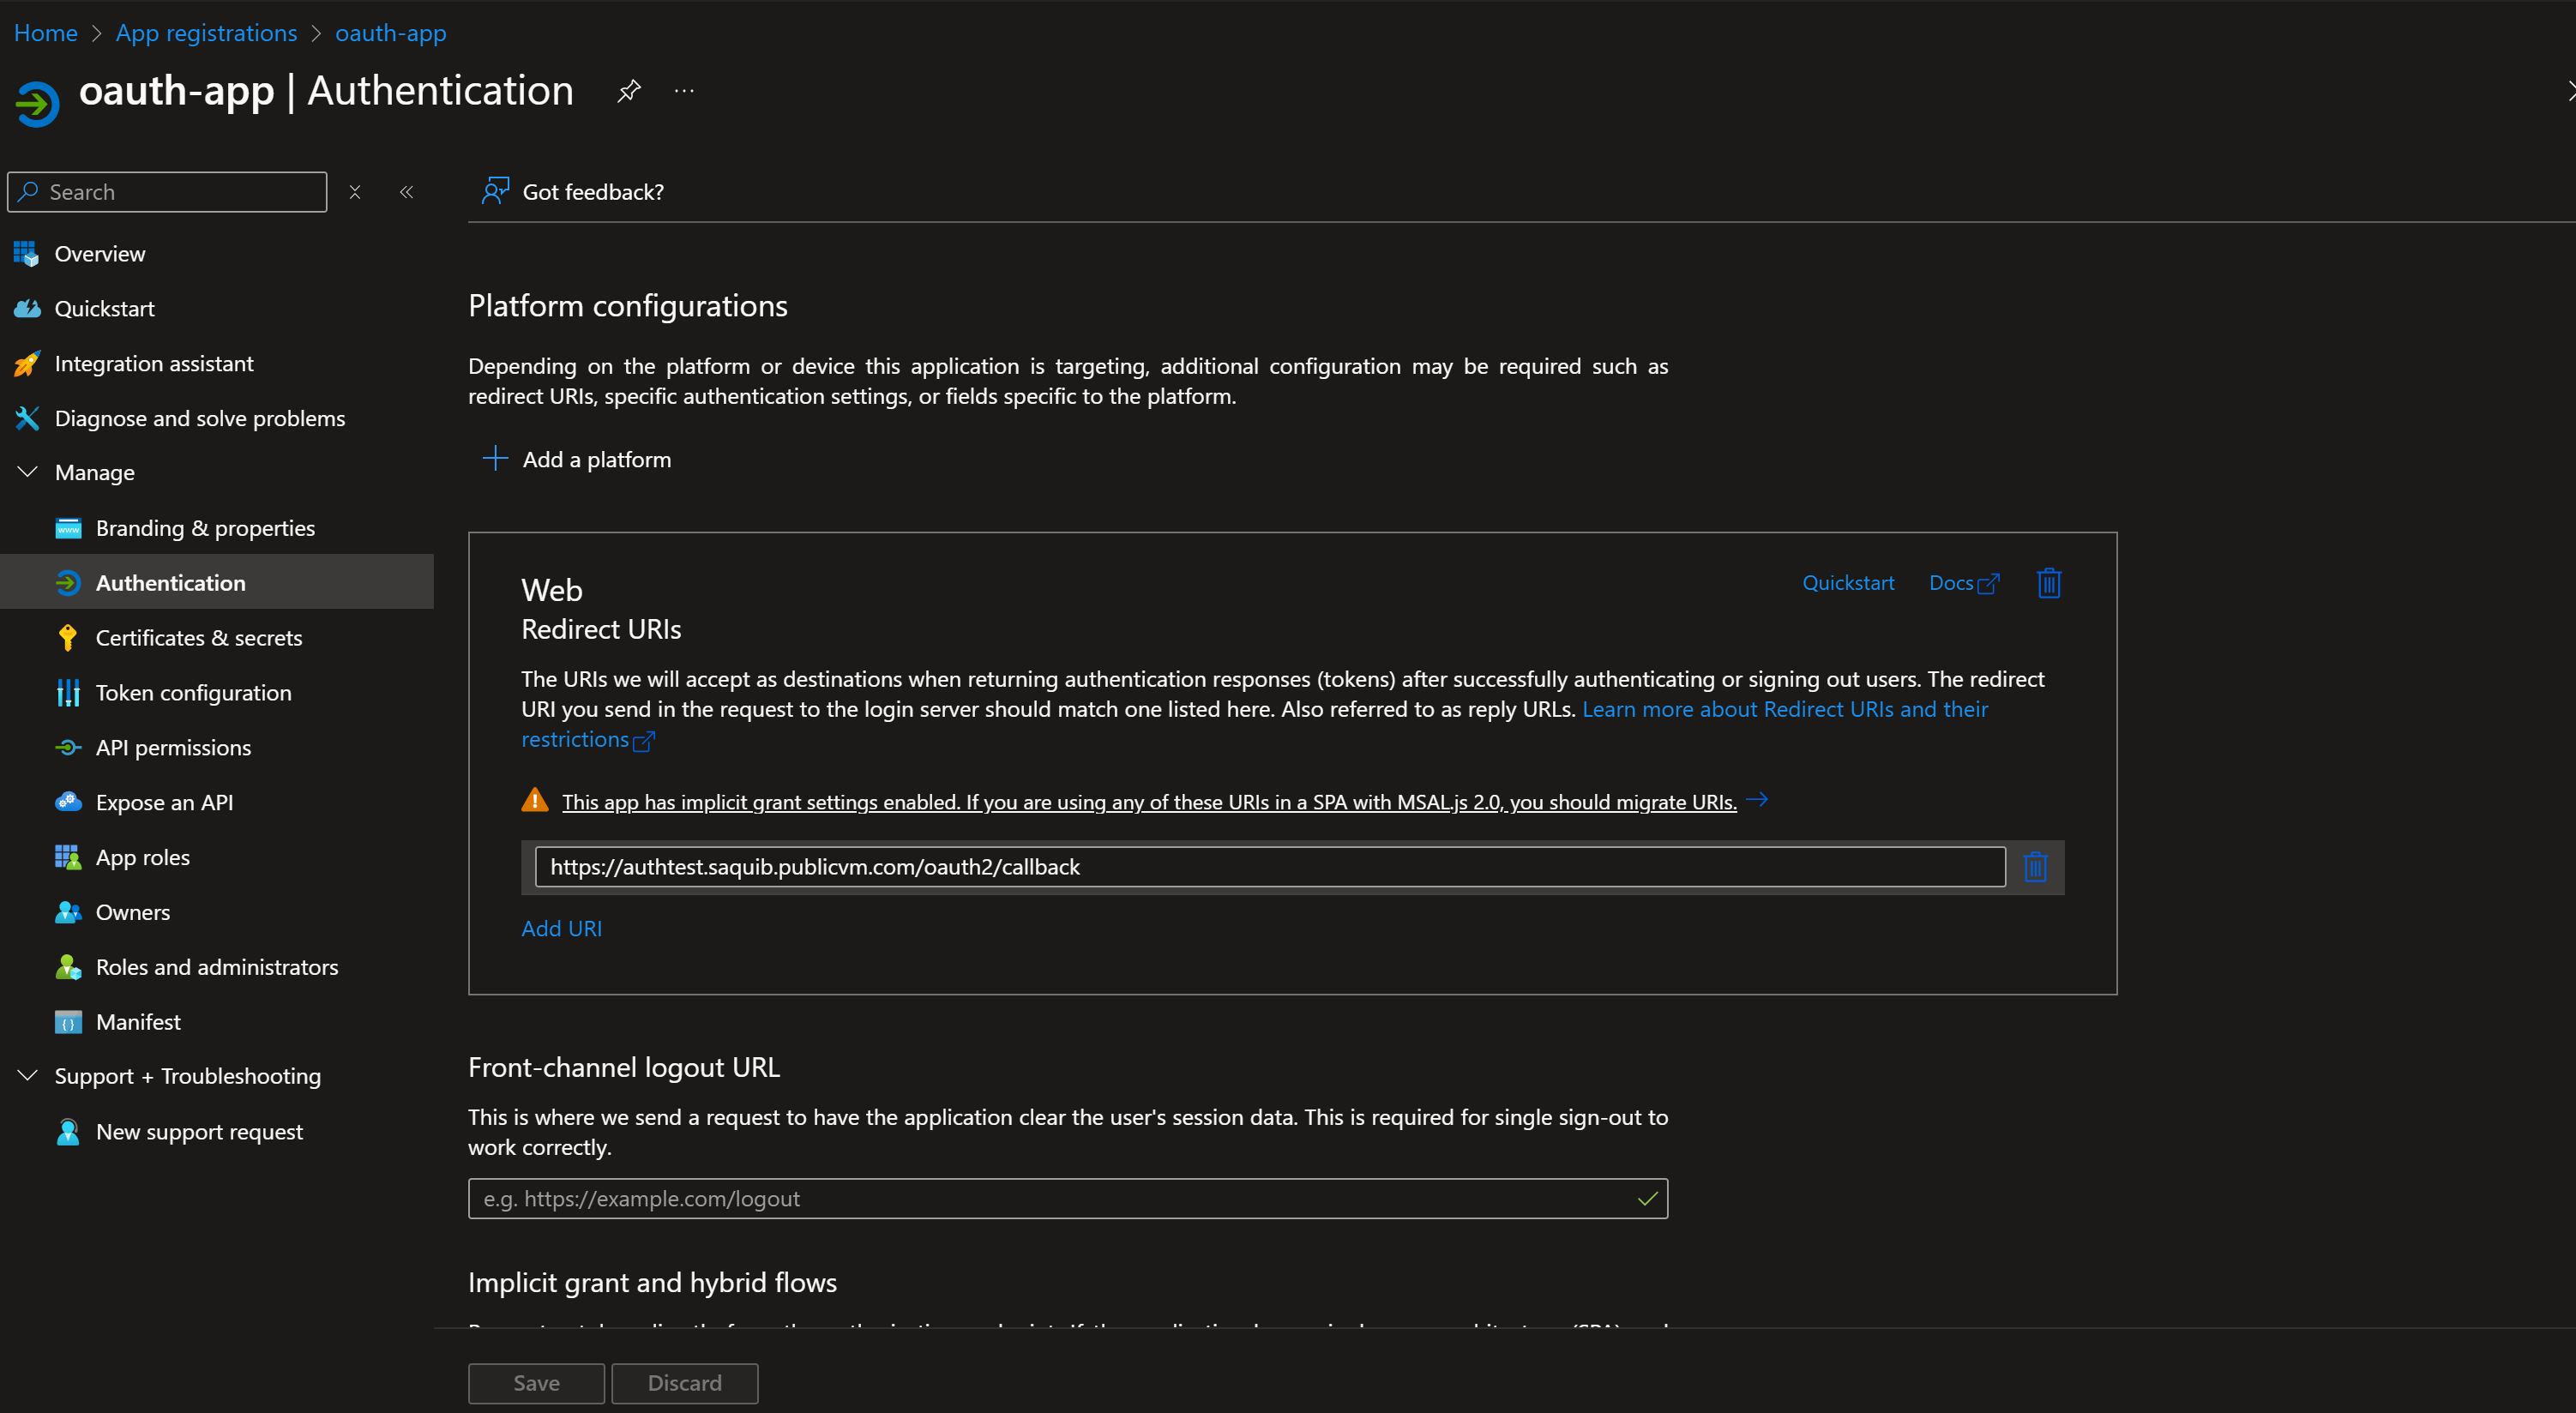 Home > App registrations > oauth-app
oauth-app | Authentication
Search
Got feedback?
Overview
Quickstart
Integration assistant
Diagnose and solve problems
Manage
Branding & properties
Authentication
Certificates & secrets
Token configuration
API permissions
Expose an API
App roles
Owners
Roles and administrators
Manifest
Support + Troubleshooting
New support request
Platform configurations
Depending on the platform or device this application is targeting, additional configuration may be required such as
redirect URIs, specific authentication settings, or fields specific to the platform.
Add a platform
Web
Quickstart
Docs
Redirect URIs
The URIs we will accept as destinations when returning authentication responses (tokens) after successfully authenticating or signing out users. The redirect
URI you send in the request to the login server should match one listed here. Also referred to as reply URLs. Learn more about Redirect URIs and their
restrictions
This app has implicit grant settings enabled. If you are using any of these URIs in a SPA with MSAL.js 2.0, you should migrate URIs.
https://authtest.saquib.publicvm.com/oauth2/callback
Add URI
Front-channel logout URL
This is where we send a request to have the application clear the user's session data. This is required for single sign-out to
work correctly.
e.g. https://example.com/logout
Implicit grant and hybrid flows
Save
Discard